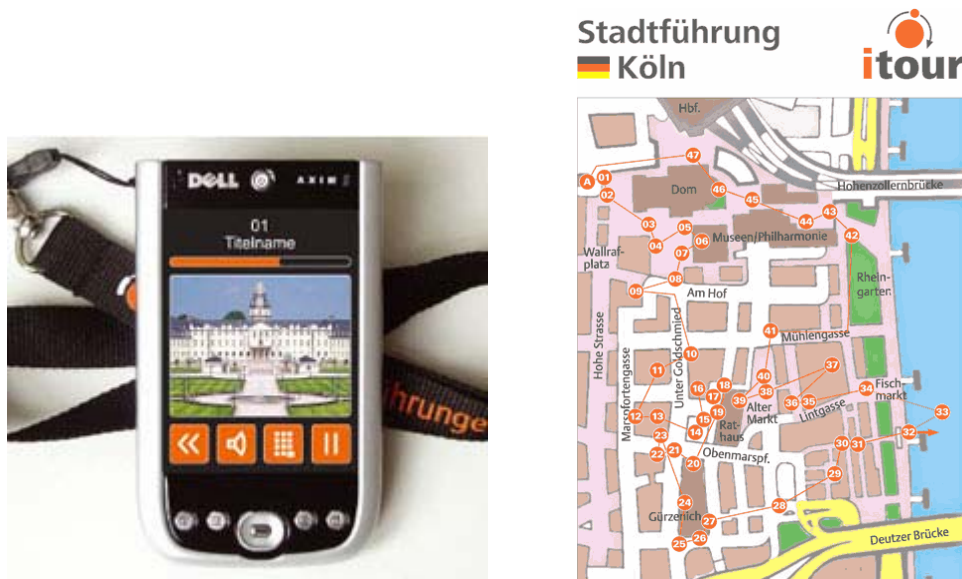 DELL AXIM
01
Titelname
hrunge
Stadtführung
Köln
itour
Hbf.
47
A
01
02
Dom
46
45
Hohenzollernbrücke
03
04
05
06
07
Museen/Philharmonie
44
43
42
Wallraf-
platz
08
09
Am Hof
Rhein-
garten
Hohe Strasse
Marspfortengasse
Unter Goldschmied
41
Mühlengasse
10
11
40
37
16
18
17
39
38
36
35
34
Fisch-
markt
12
13
15
19
Alter
Markt
Lintgasse
33
14
Rat-
haus
32
23
30
31
22
21
20
Obenmarspf.
29
24
Gürzenich
27
28
25
26
Deutzer Brücke